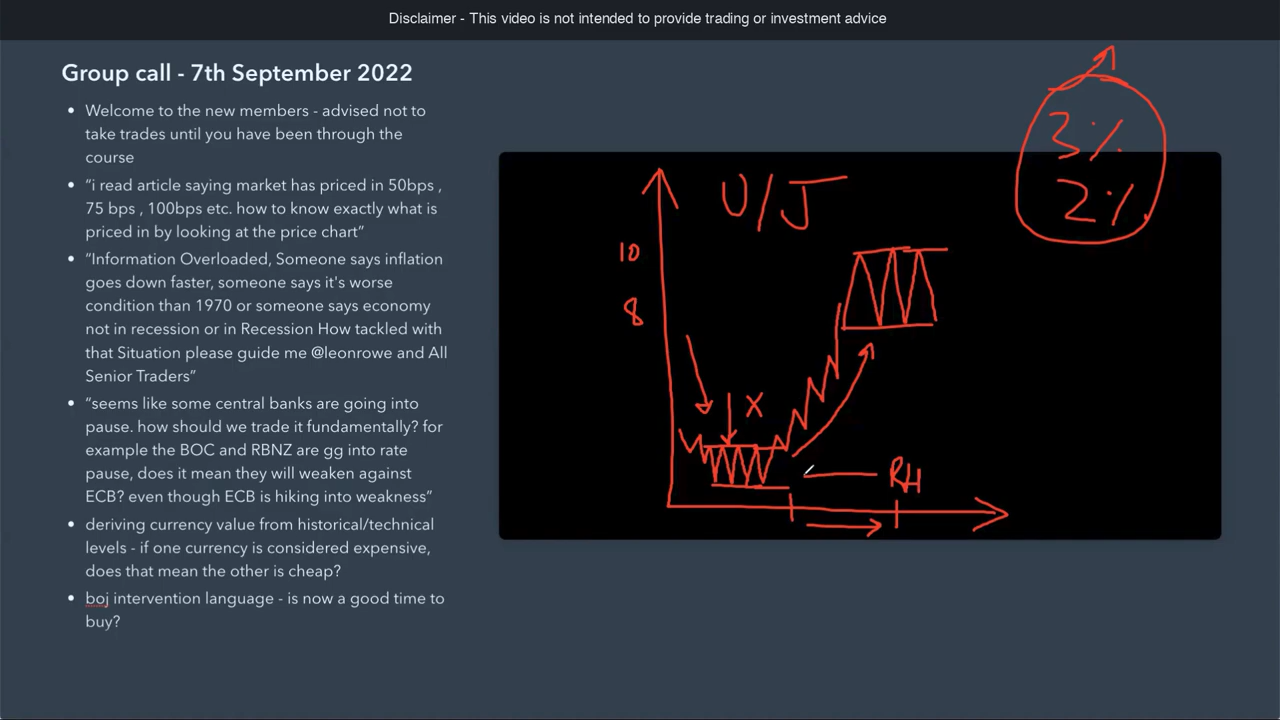 Disclaimer - This video is not intended to provide trading or investment advice
Group call - 7th September 2022
Welcome to the new members - advised not to
take trades until you have been through the
course
“i read article saying market has priced in 50bps ,
75 bps , 100bps etc. how to know exactly what is
priced in by looking at the price chart”
“Information Overloaded, Someone says inflation
goes down faster, someone says it's worse
condition than 1970 or someone says economy
not in recession or in Recession How tackled with
that Situation please guide me @leonrowe and All
Senior Traders”
“seems like some central banks are going into
pause. how should we trade it fundamentally? for
example the BOC and RBNZ are gg into rate
pause, does it mean they will weaken against
ECB? even though ECB is hiking into weakness”
deriving currency value from historical/technical
levels - if one currency is considered expensive,
does that mean the other is cheap?
boj intervention language - is now a good time to
buy?
3%
2%
U/J
10
8
X
RH